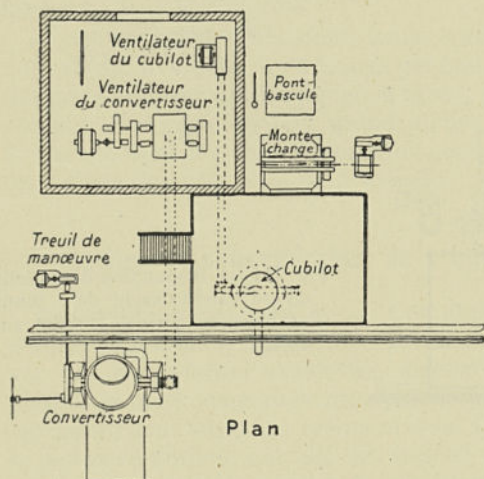 Ventilateur
du cubilot
Ventilateur
du convertisseur
Pont-
bascule
Monte
charge
Treuil de
manœuvre
Cubilot
Convertisseur
Plan